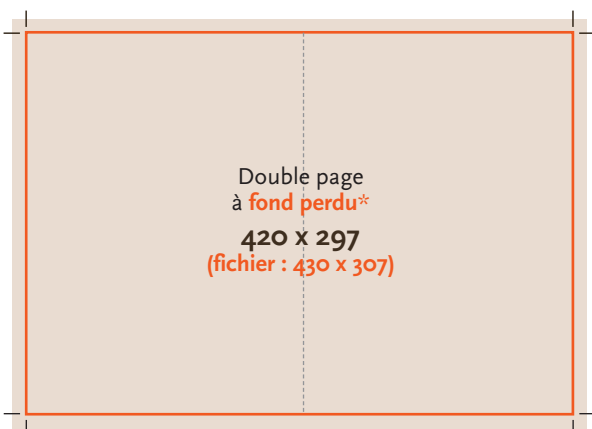 Double page
à fond perdu*
420 x 297
(fichier : 430 x 307)